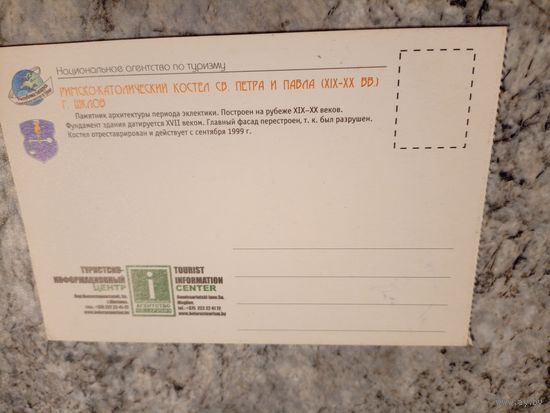 Национальное агентство по туризму
РИМСКО-КАТОЛИЧЕСКИЙ КОСТЕЛ СВ. ПЕТРА И ПАВЛА (XIX-XX ВВ.)
Г. ШКЛОВ
Памятник архитектуры периода эклектики. Построен на рубеже XIX–XX веков.
Фундамент здания датируется XVII веком. Главный фасад перестроен, т. к. был разрушен.
Костел отреставрирован и действует с сентября 1999 г.
ТУРИСТСКО-
ИНФОРМАЦИОННЫЙ
ЦЕНТР
i
АГЕНТСТВО
TOURIST
INFORMATION
CENTER